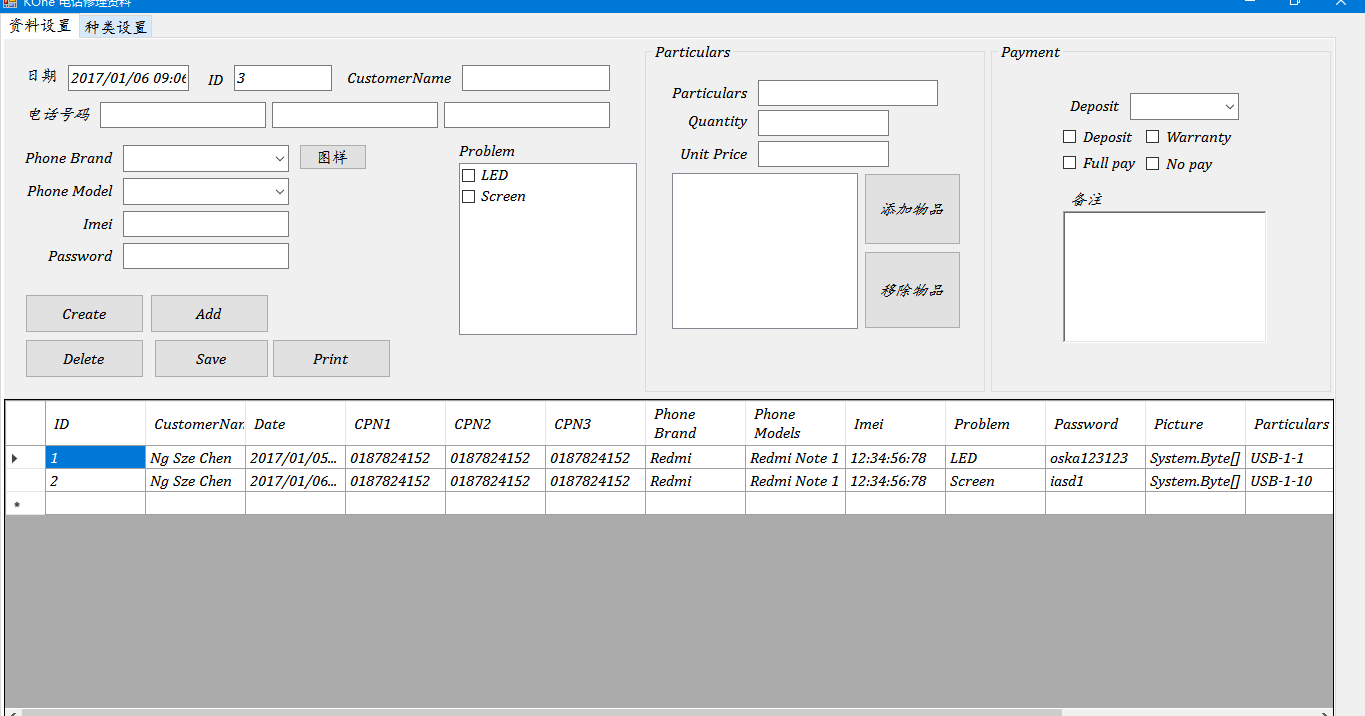 KOne 电话修理资料
资料设置 种类设置
日期 2017/01/06 09:06 ID 3 CustomerName
电话号码
Phone Brand 图样
Phone Model
Imei
Password
Create Add
Delete Save Print
Problem
LED
Screen
Particulars
Particulars
Quantity
Unit Price
添加物品
移除物品
Payment
Deposit
Deposit Warranty
Full pay No pay
备注
ID CustomerNam Date CPN1 CPN2 CPN3 Phone Brand Phone Models Imei Problem Password Picture Particulars
1 Ng Sze Chen 2017/01/05... 0187824152 0187824152 0187824152 Redmi Redmi Note 1 12:34:56:78 LED oska123123 System.Byte[] USB-1-1
2 Ng Sze Chen 2017/01/06... 0187824152 0187824152 0187824152 Redmi Redmi Note 1 12:34:56:78 Screen iasd1 System.Byte[] USB-1-10